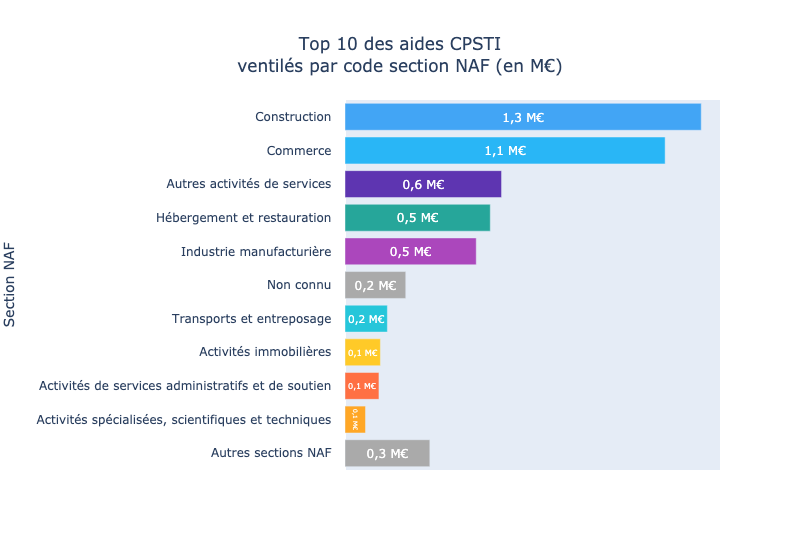 Top 10 des aides CPSTI
ventilés par code section NAF (en M€)
Section NAF
Construction 1,3 M€
Commerce 1,1 M€
Autres activités de services 0,6 M€
Hébergement et restauration 0,5 M€
Industrie manufacturière 0,5 M€
Non connu 0,2 M€
Transports et entreposage 0,2 M€
Activités immobilières 0,1 M€
Activités de services administratifs et de soutien 0,1 M€
Activités spécialisées, scientifiques et techniques 0,1 M€
Autres sections NAF 0,3 M€